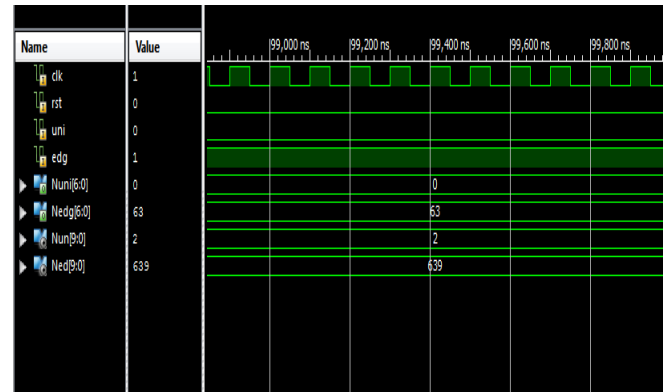 Name Value 99,000 ns 99,200 ns 99,400 ns 99,600 ns 99,800 ns
clk 1
rst 0
uni 0
edg 1
Nuni[6:0] 0 0
Nedg[6:0] 63 63
Nun[9:0] 2 2
Ned[9:0] 639 639